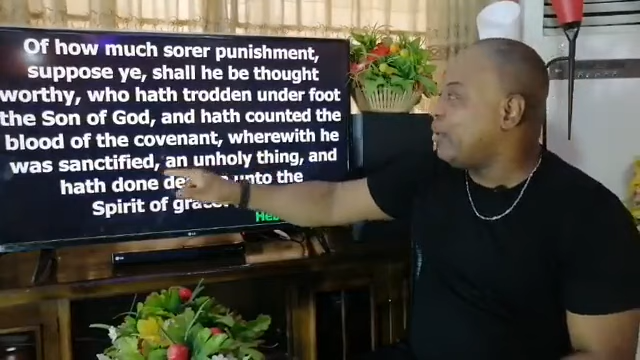 Of how much sorer punishment,
suppose ye, shall he be thought
worthy, who hath trodden under foot
the Son of God, and hath counted the
blood of the covenant, wherewith he
was sanctified, an unholy thing, and
hath done unto the
Spirit of
LG